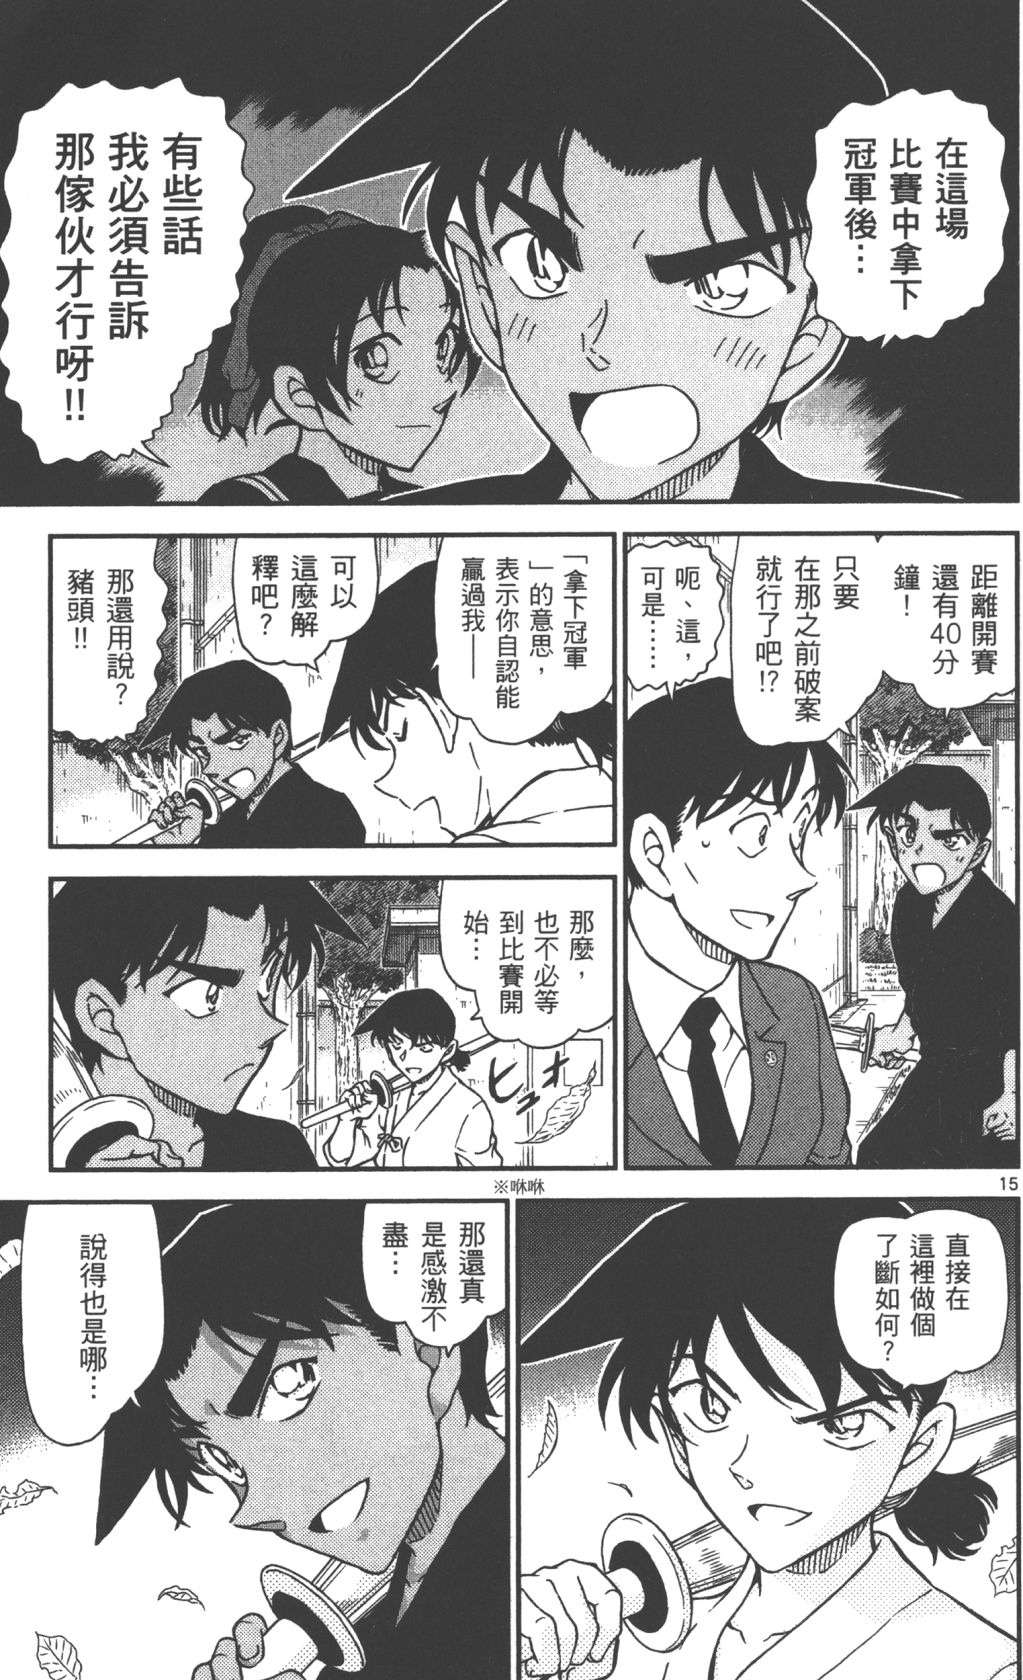 在這場
比賽中拿下
冠軍後…
有些話
我必須告訴
那傢伙才行呀!!
距離開賽
還有40分
鐘！
只要
在那之前破案
就行了吧!?
呃、這，
可是……
「拿下冠軍
」的意思，
表示你自認能
贏過我——
可以
這麼解
釋吧？
那還用說？
豬頭!!
那麼，
也不必等
到比賽開
始…
ヒュオ
※咻咻
15
直接在
這裡做個
了斷如何？
那還真
是感激不
盡…
說得也是哪…